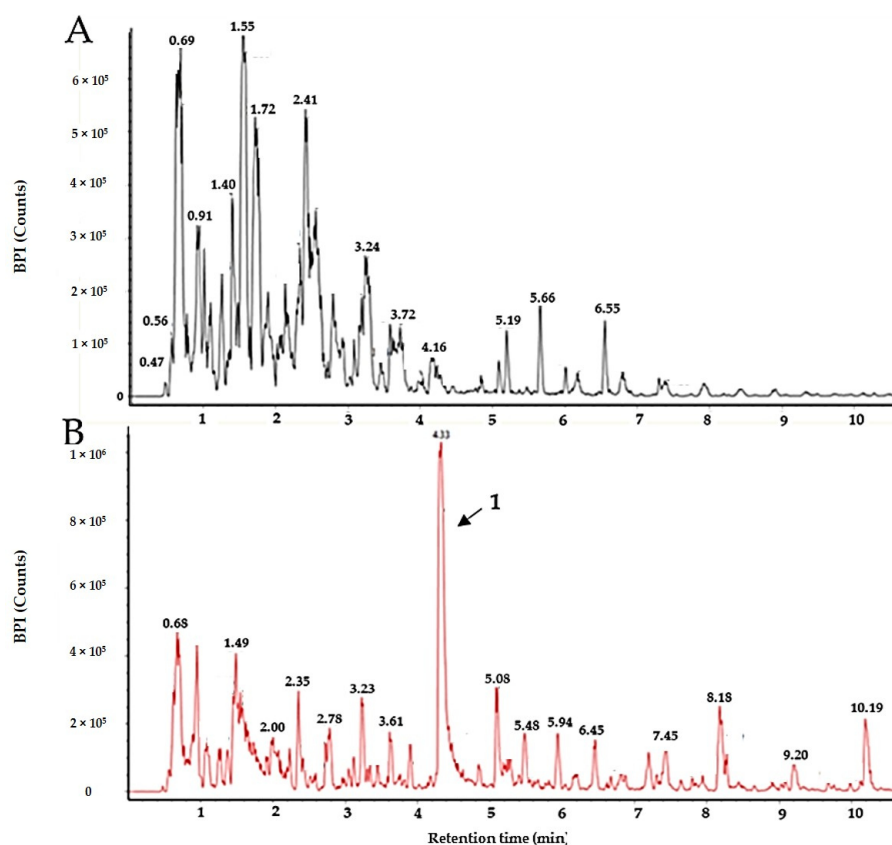 A
0.69
1.55
6 × 10⁵
1.72
2.41
5 × 10⁵
1.40
4 × 10⁵
BPI (Counts)
0.91
3 × 10⁵
3.24
2 × 10⁵
5.66
0.56
3.72
5.19
6.55
1 × 10⁵
4.16
0.47
0
1 2 3 4 5 6 7 8 9 10
B
4.33
1 × 10⁶
1
8 × 10⁵
BPI (Counts)
6 × 10⁵
0.68
4 × 10⁵
1.49
2.35
3.23
5.08
8.18
10.19
2 × 10⁵
2.00
2.78
3.61
5.48
5.94
6.45
7.45
9.20
0
1 2 3 4 5 6 7 8 9 10
Retention time (min)